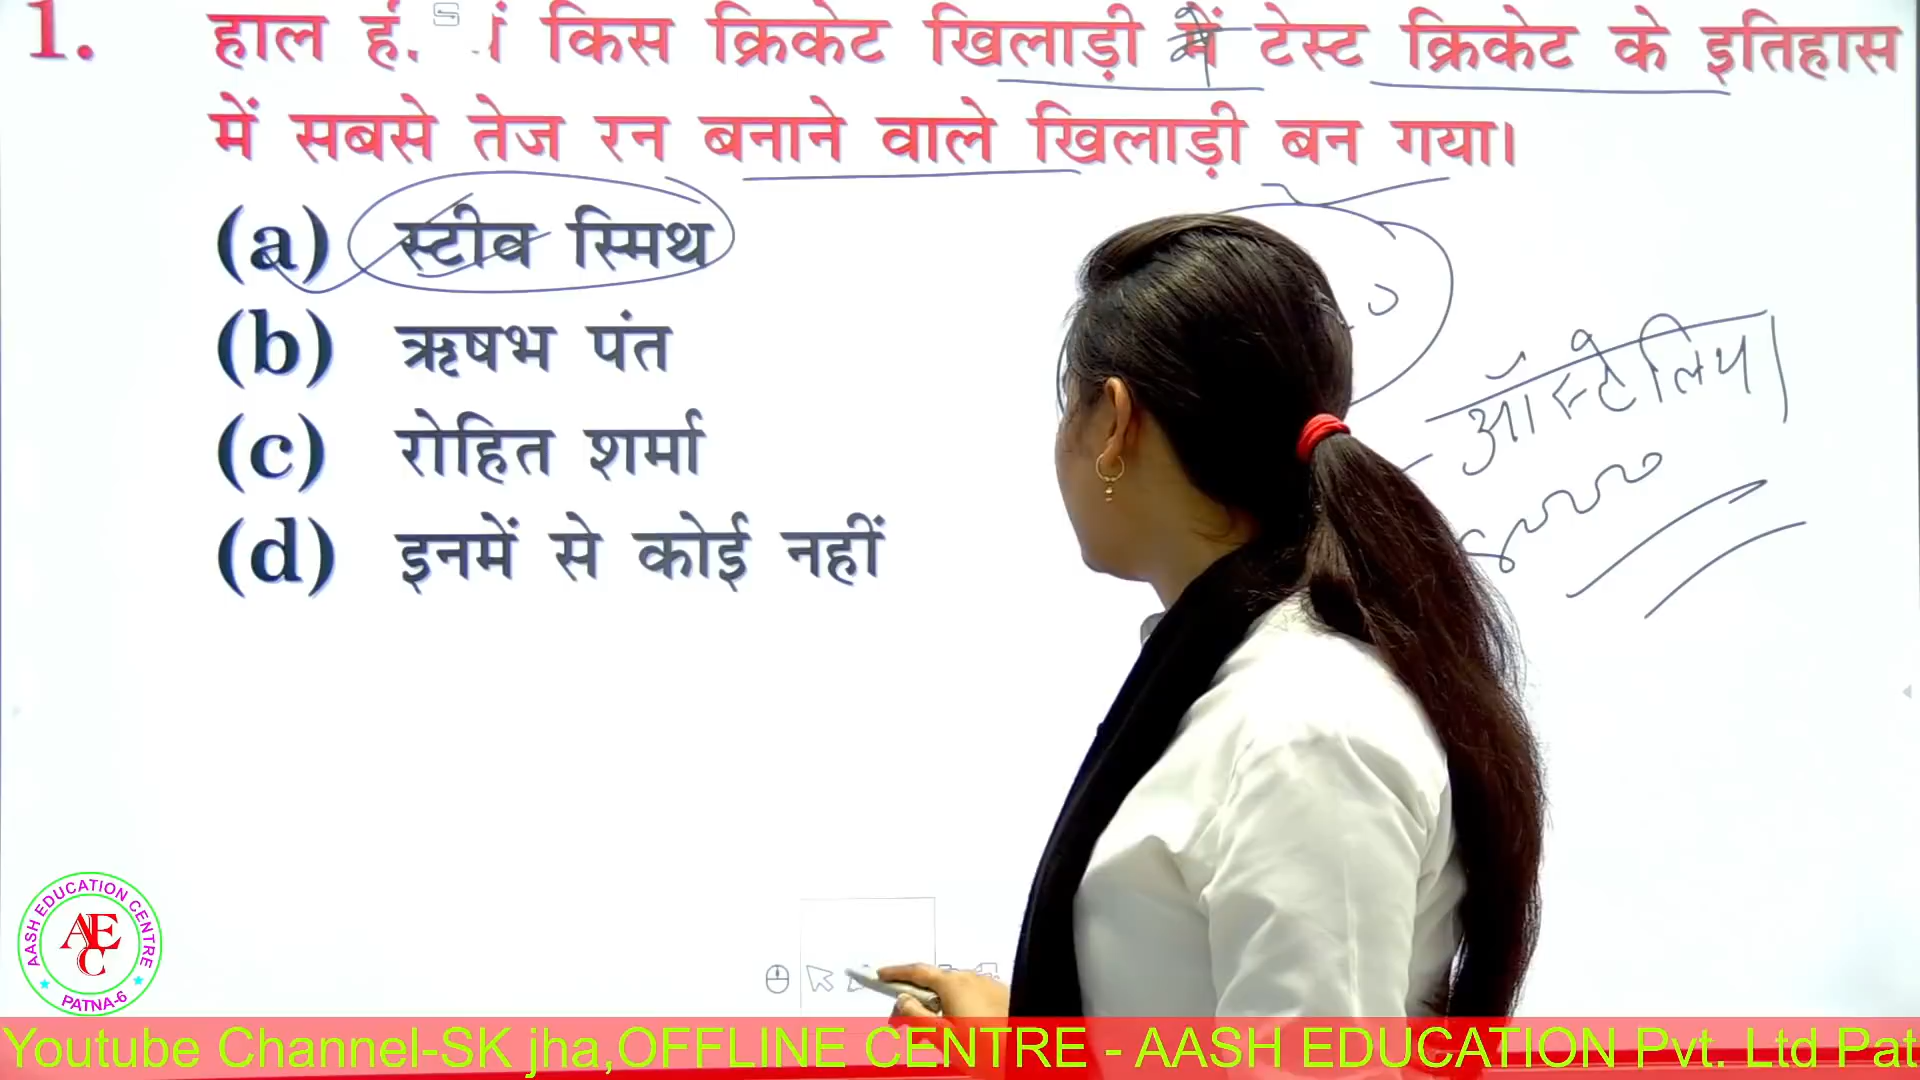 1. हाल किस क्रिकेट खिलाड़ी में टेस्ट क्रिकेट के इतिहास
में सबसे तेज रन बनाने वाले खिलाड़ी बन गया।
(a) स्टीव स्मिथ
(b) ऋषभ पंत
(c) रोहित शर्मा
(d) इनमें से कोई नहीं
AASH EDUCATION CENTRE
AEC
PATNA-6
Youtube Channel-SK jha,OFFLINE CENTRE - AASH EDUCATION Pvt. Ltd Pat